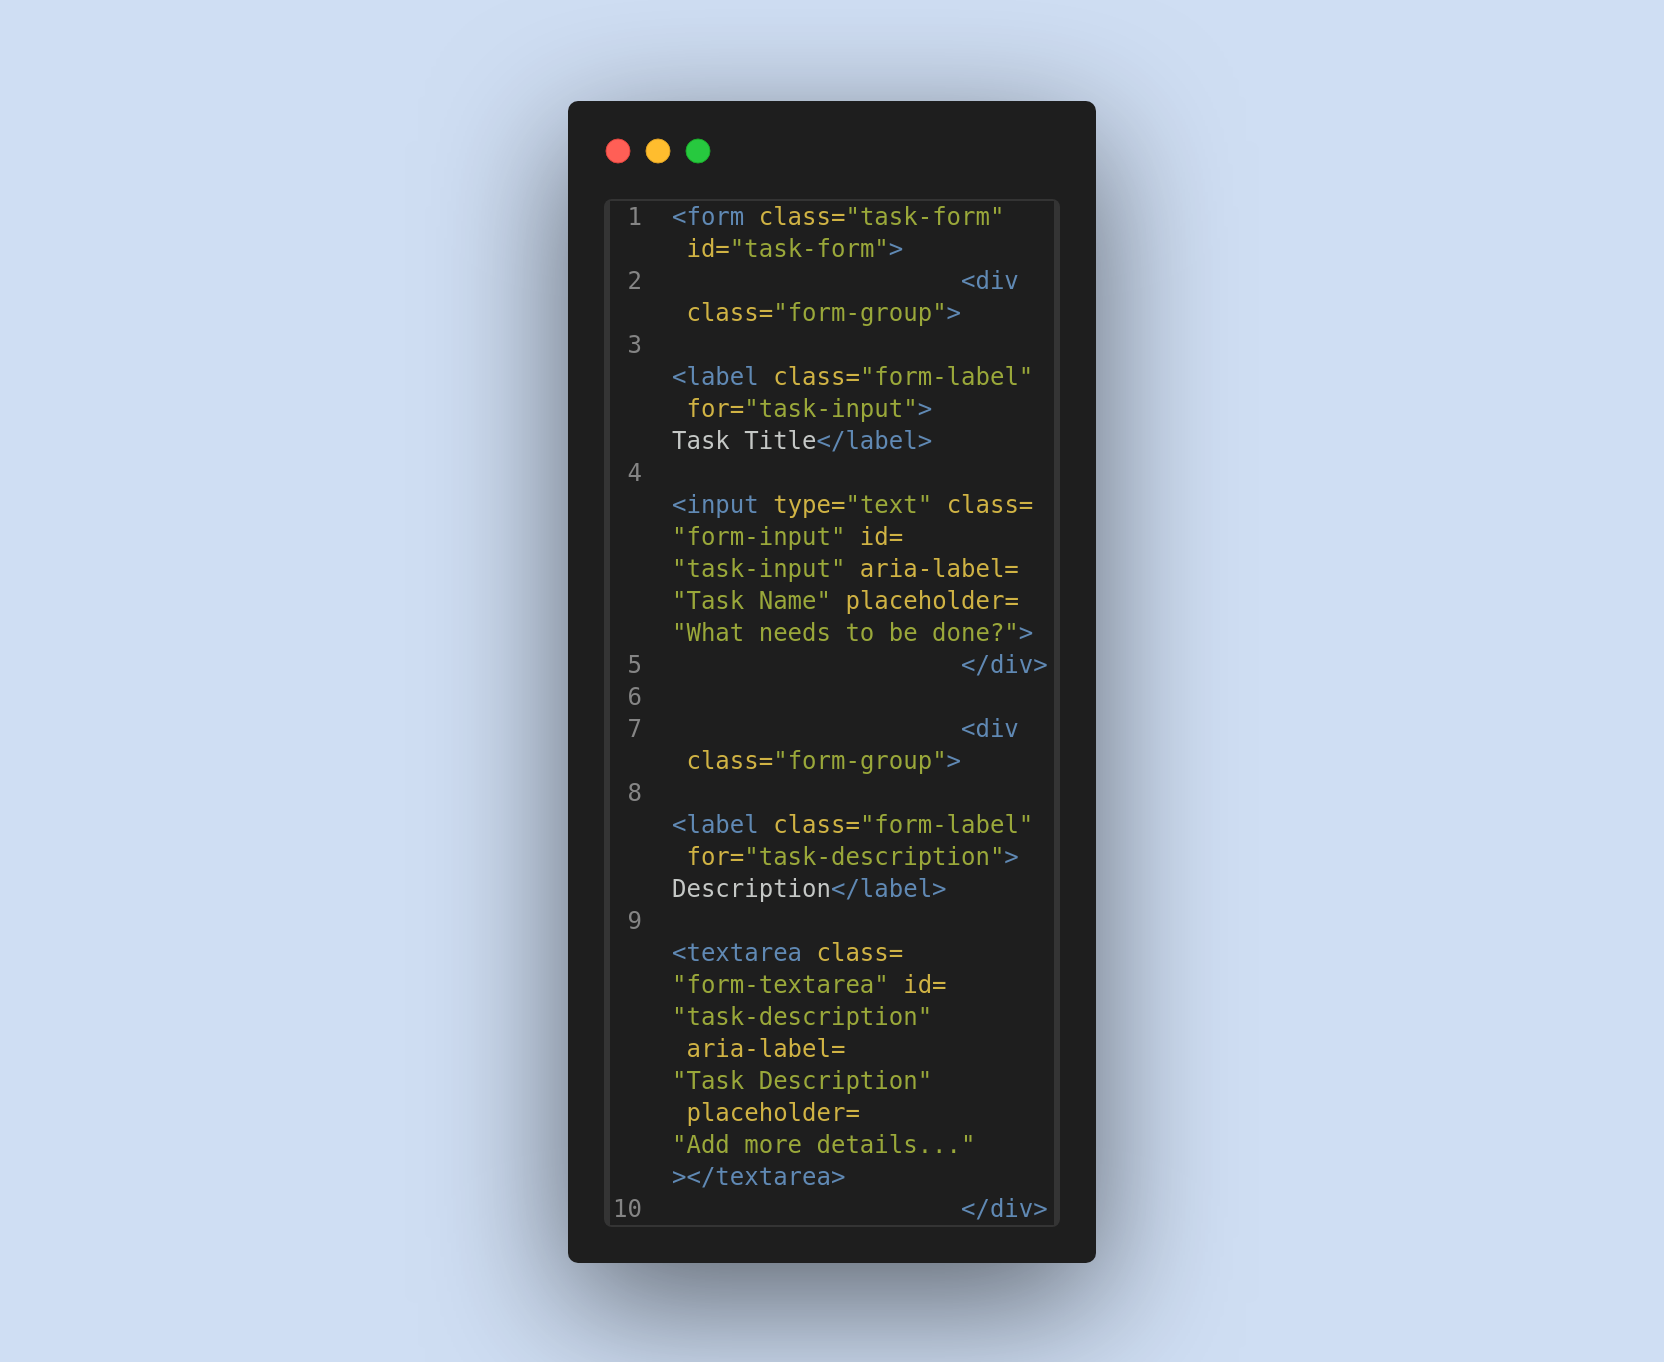 1 <form class="task-form"
id="task-form">
2 <div
class="form-group">
3
<label class="form-label"
for="task-input">
Task Title</label>
4
<input type="text" class=
"form-input" id=
"task-input" aria-label=
"Task Name" placeholder=
"What needs to be done?">
5 </div>
6
7 <div
class="form-group">
8
<label class="form-label"
for="task-description">
Description</label>
9
<textarea class=
"form-textarea" id=
"task-description"
aria-label=
"Task Description"
placeholder=
"Add more details..."
></textarea>
10 </div>